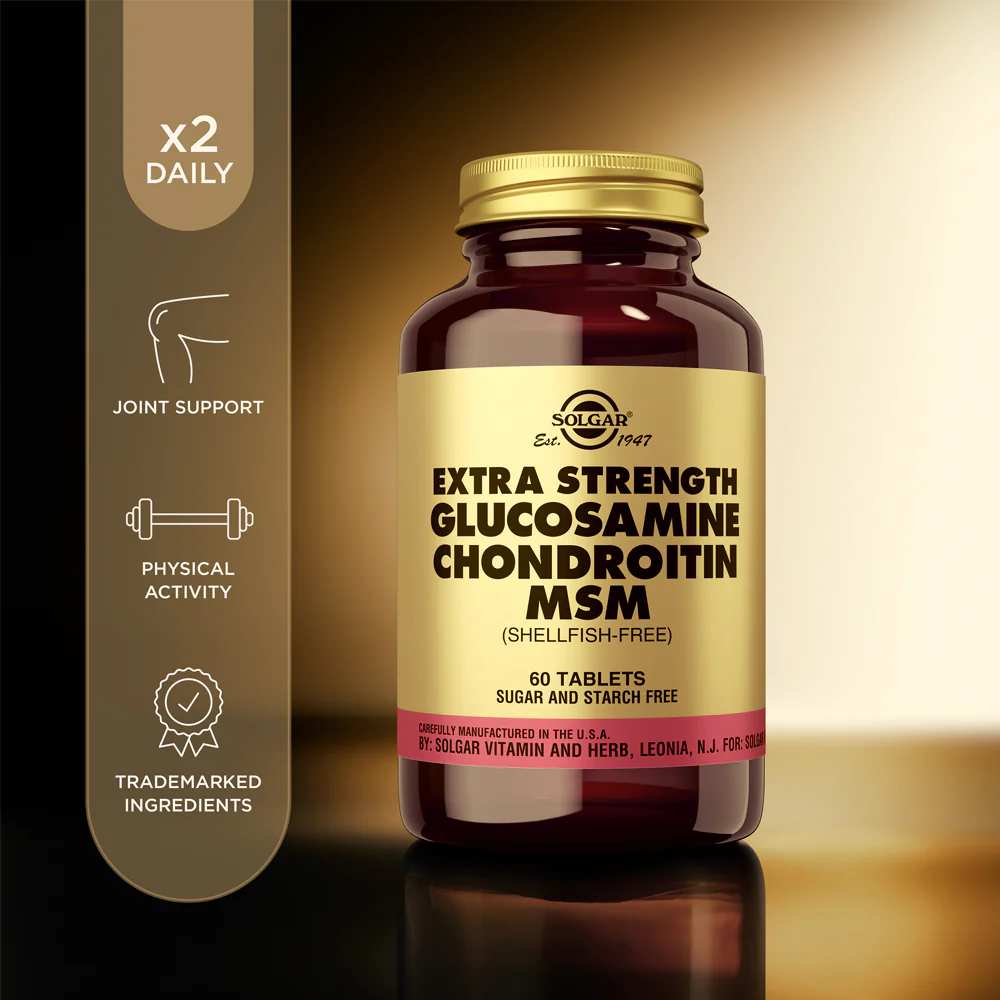 x2
DAILY
JOINT SUPPORT
PHYSICAL
ACTIVITY
TRADEMARKED
INGREDIENTS
SOLGAR®
Est. 1947
EXTRA STRENGTH
GLUCOSAMINE
CHONDROITIN
MSM
(SHELLFISH-FREE)
60 TABLETS
SUGAR AND STARCH FREE
CAREFULLY MANUFACTURED IN THE U.S.A.
BY: SOLGAR VITAMIN AND HERB, LEONIA, N.J. FOR: SOLGAR